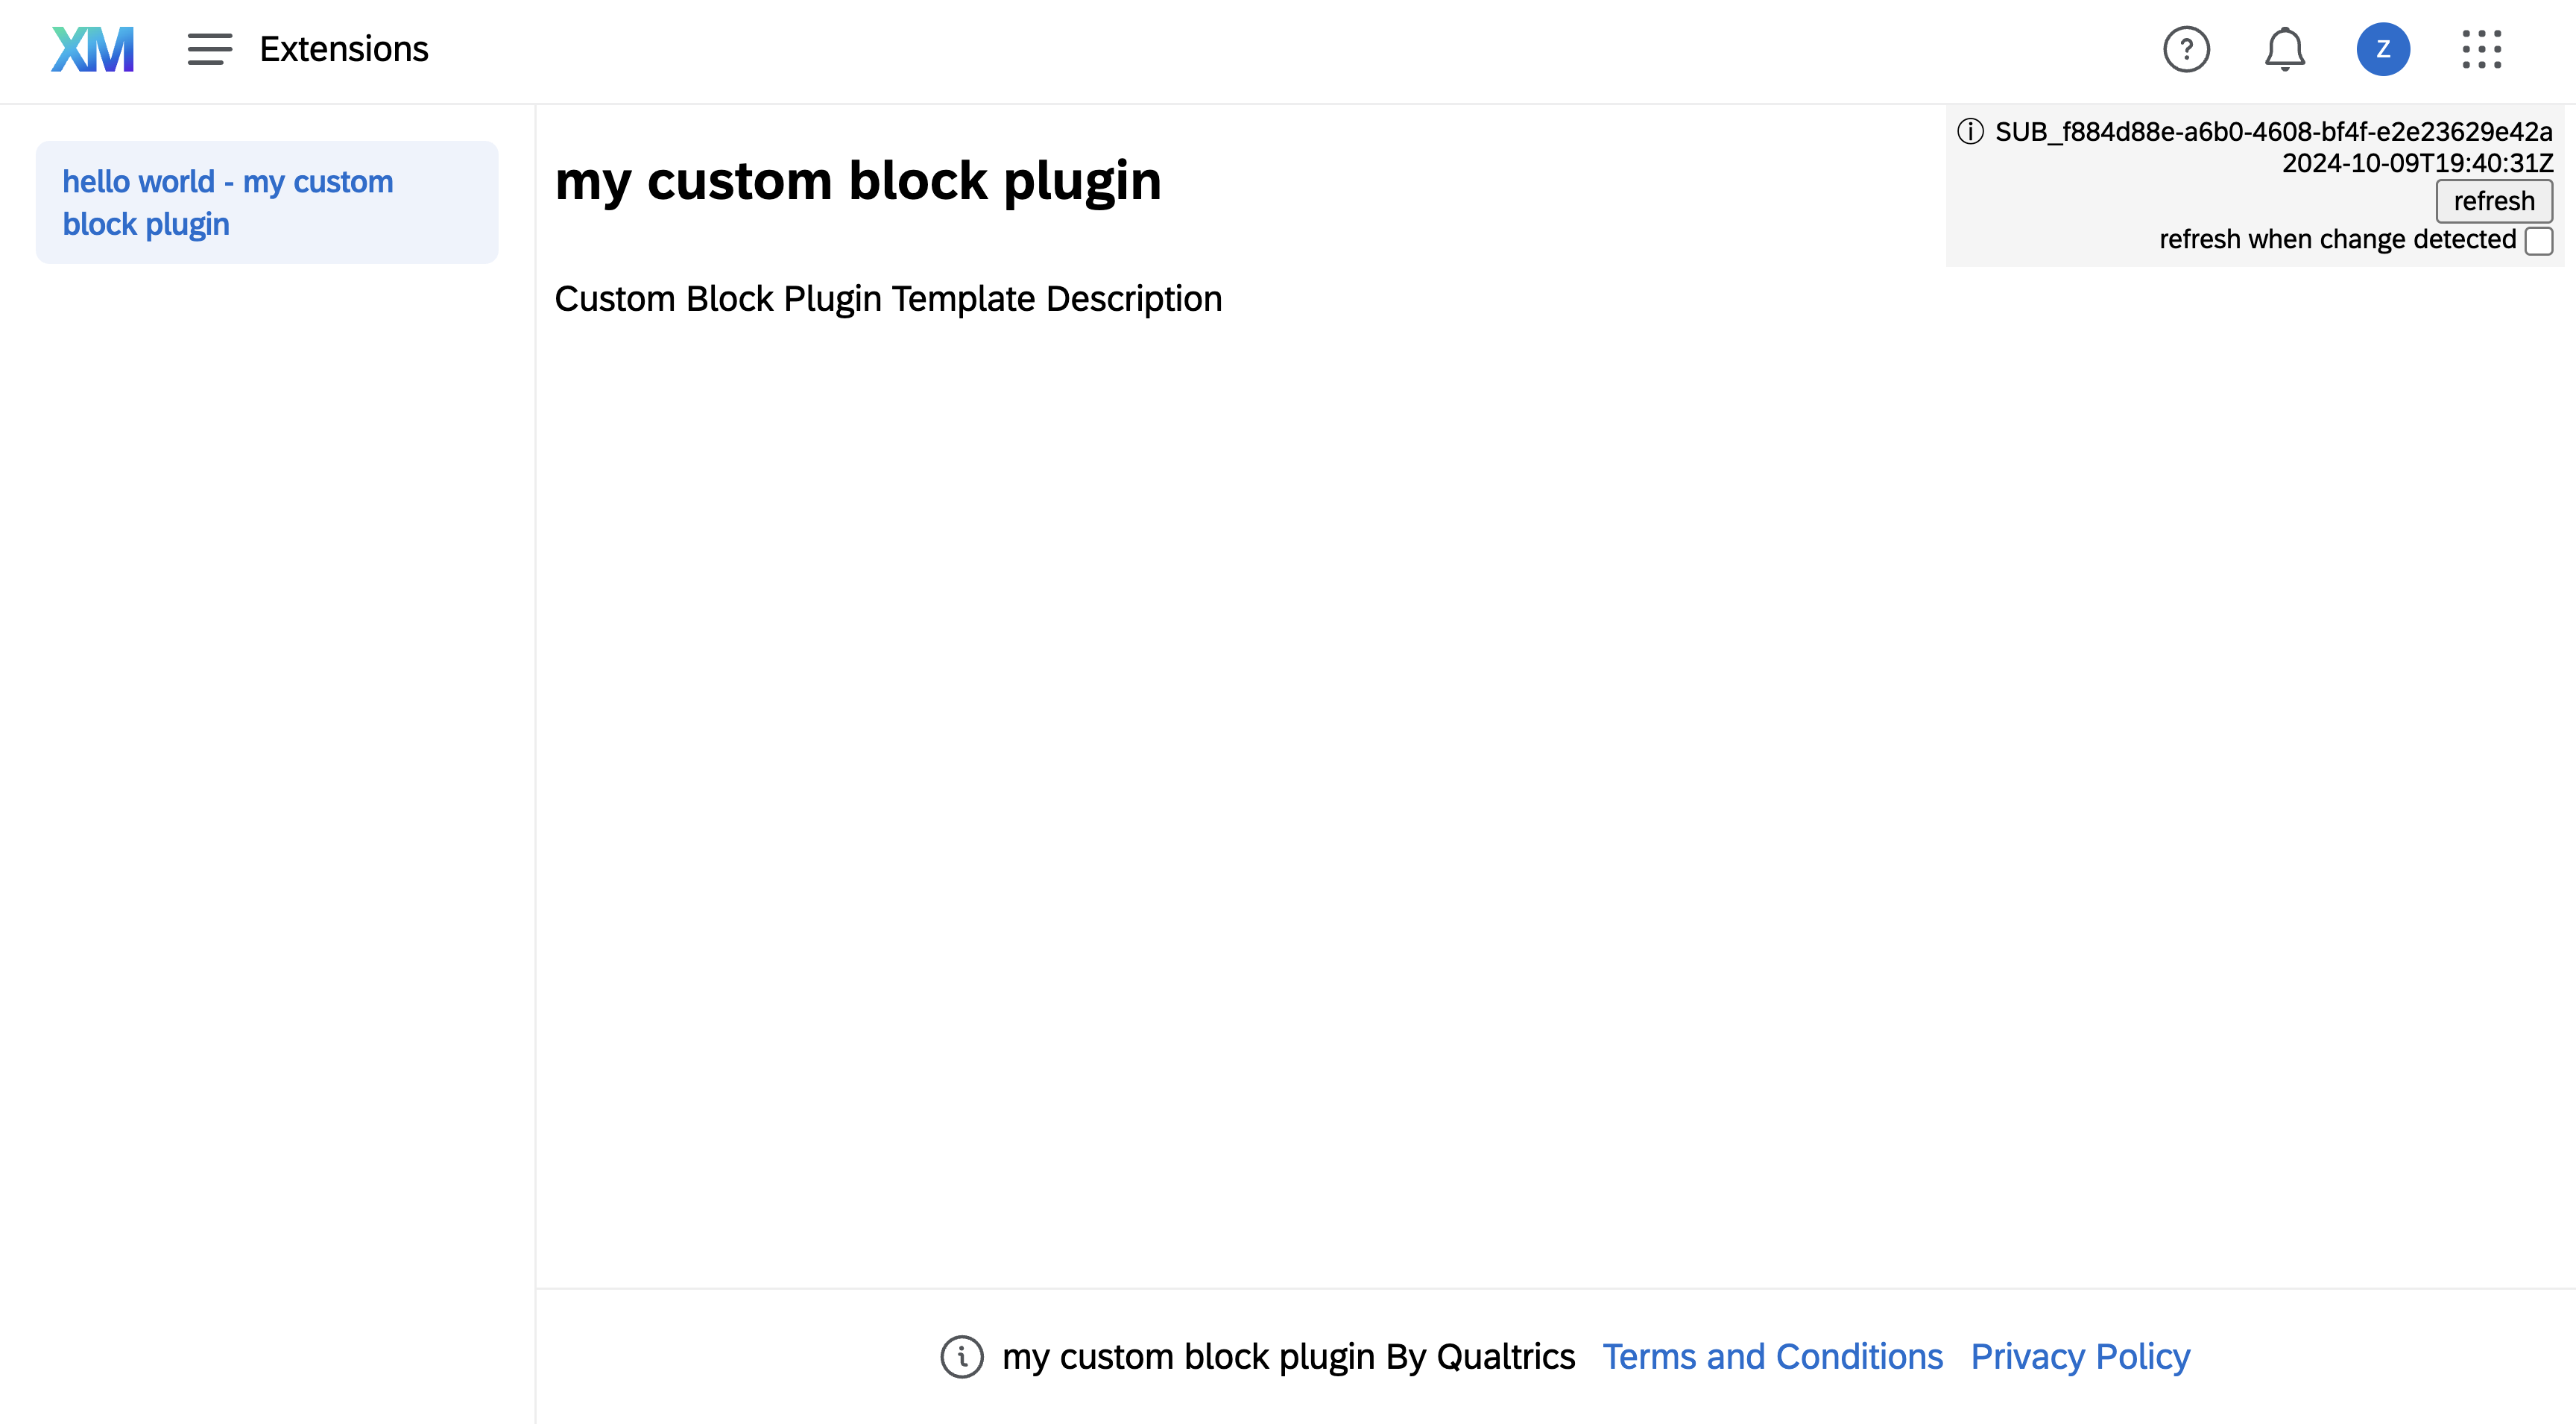 XM
Extensions
?
Z
hello world - my custom
block plugin
my custom block plugin
Custom Block Plugin Template Description
SUB_f884d88e-a6b0-4608-bf4f-e2e23629e42a
2024-10-09T19:40:31Z
refresh
refresh when change detected
my custom block plugin By Qualtrics Terms and Conditions Privacy Policy